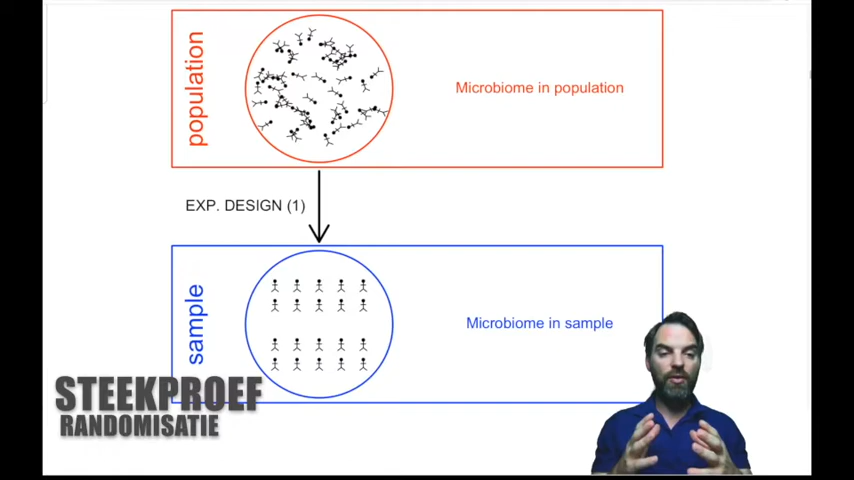 population
Microbiome in population
EXP. DESIGN (1)
sample
Microbiome in sample
STEEKPROEF
RANDOMISATIE